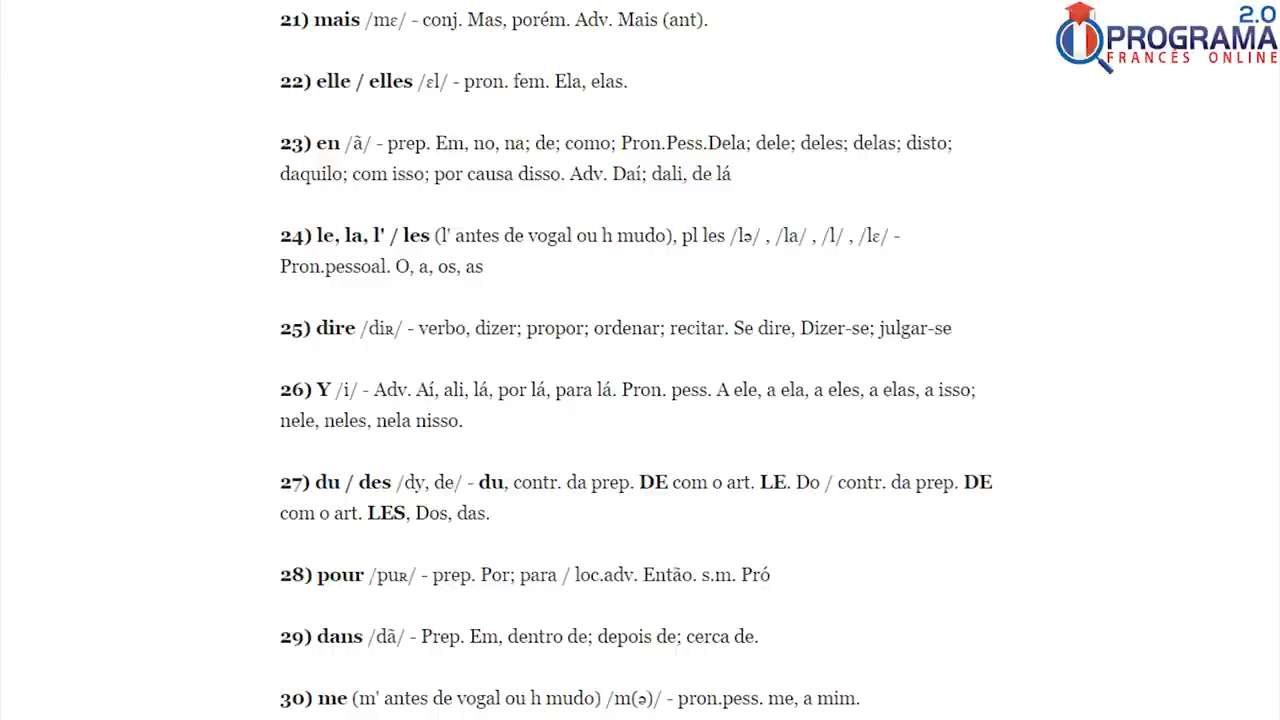 21) mais /mɛ/ - conj. Mas, porém. Adv. Mais (ant).
2.0
PROGRAMA
FRANCÊS ONLINE
22) elle / elles /ɛl/ - pron. fem. Ela, elas.
23) en /ã/ - prep. Em, no, na; de; como; Pron.Pess.Dela; dele; deles; delas; disto;
daquilo; com isso; por causa disso. Adv. Daí; dali, de lá
24) le, la, l' / les (l' antes de vogal ou h mudo), pl les /lə/ , /la/ , /l/ , /lɛ/ -
Pron.pessoal. O, a, os, as
25) dire /diʀ/ - verbo, dizer; propor; ordenar; recitar. Se dire, Dizer-se; julgar-se
26) Y /i/ - Adv. Aí, ali, lá, por lá, para lá. Pron. pess. A ele, a ela, a eles, a elas, a isso;
nele, neles, nela nisso.
27) du / des /dy, de/ - du, contr. da prep. DE com o art. LE. Do / contr. da prep. DE
com o art. LES, Dos, das.
28) pour /puʀ/ - prep. Por; para / loc.adv. Então. s.m. Pró
29) dans /dã/ - Prep. Em, dentro de; depois de; cerca de.
30) me (m' antes de vogal ou h mudo) /m(ə)/ - pron.pess. me, a mim.